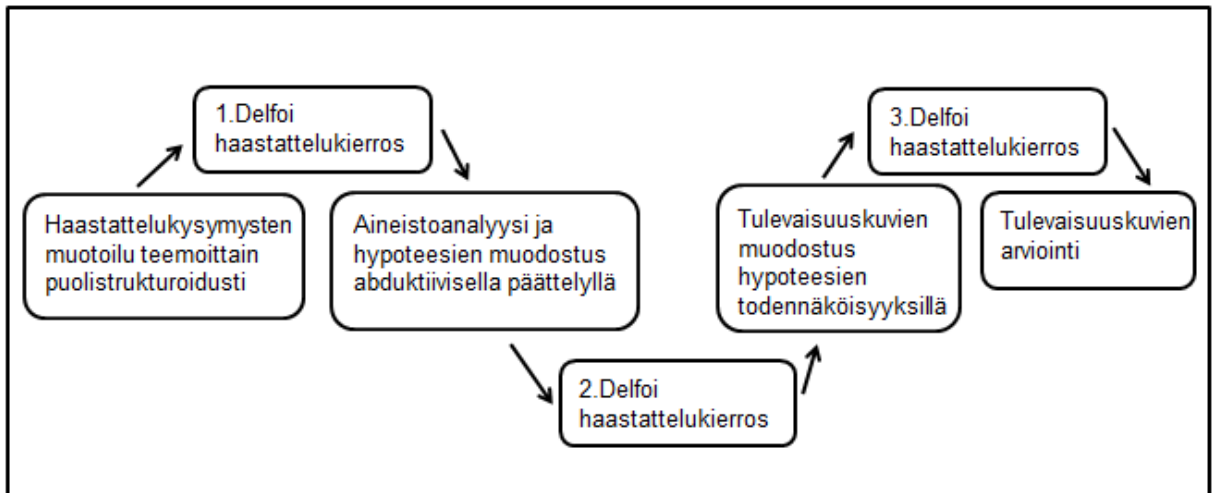 Haastattelukysymysten
muotoilu teemoittain
puolistrukturoidusti
1.Delfoi
haastattelukierros
Aineistoanalyysi ja
hypoteesien muodostus
abduktiivisella päättelyllä
2.Delfoi
haastattelukierros
Tulevaisuuskuvien
muodostus
hypoteesien
todennäköisyyksillä
3.Delfoi
haastattelukierros
Tulevaisuuskuvien
arviointi